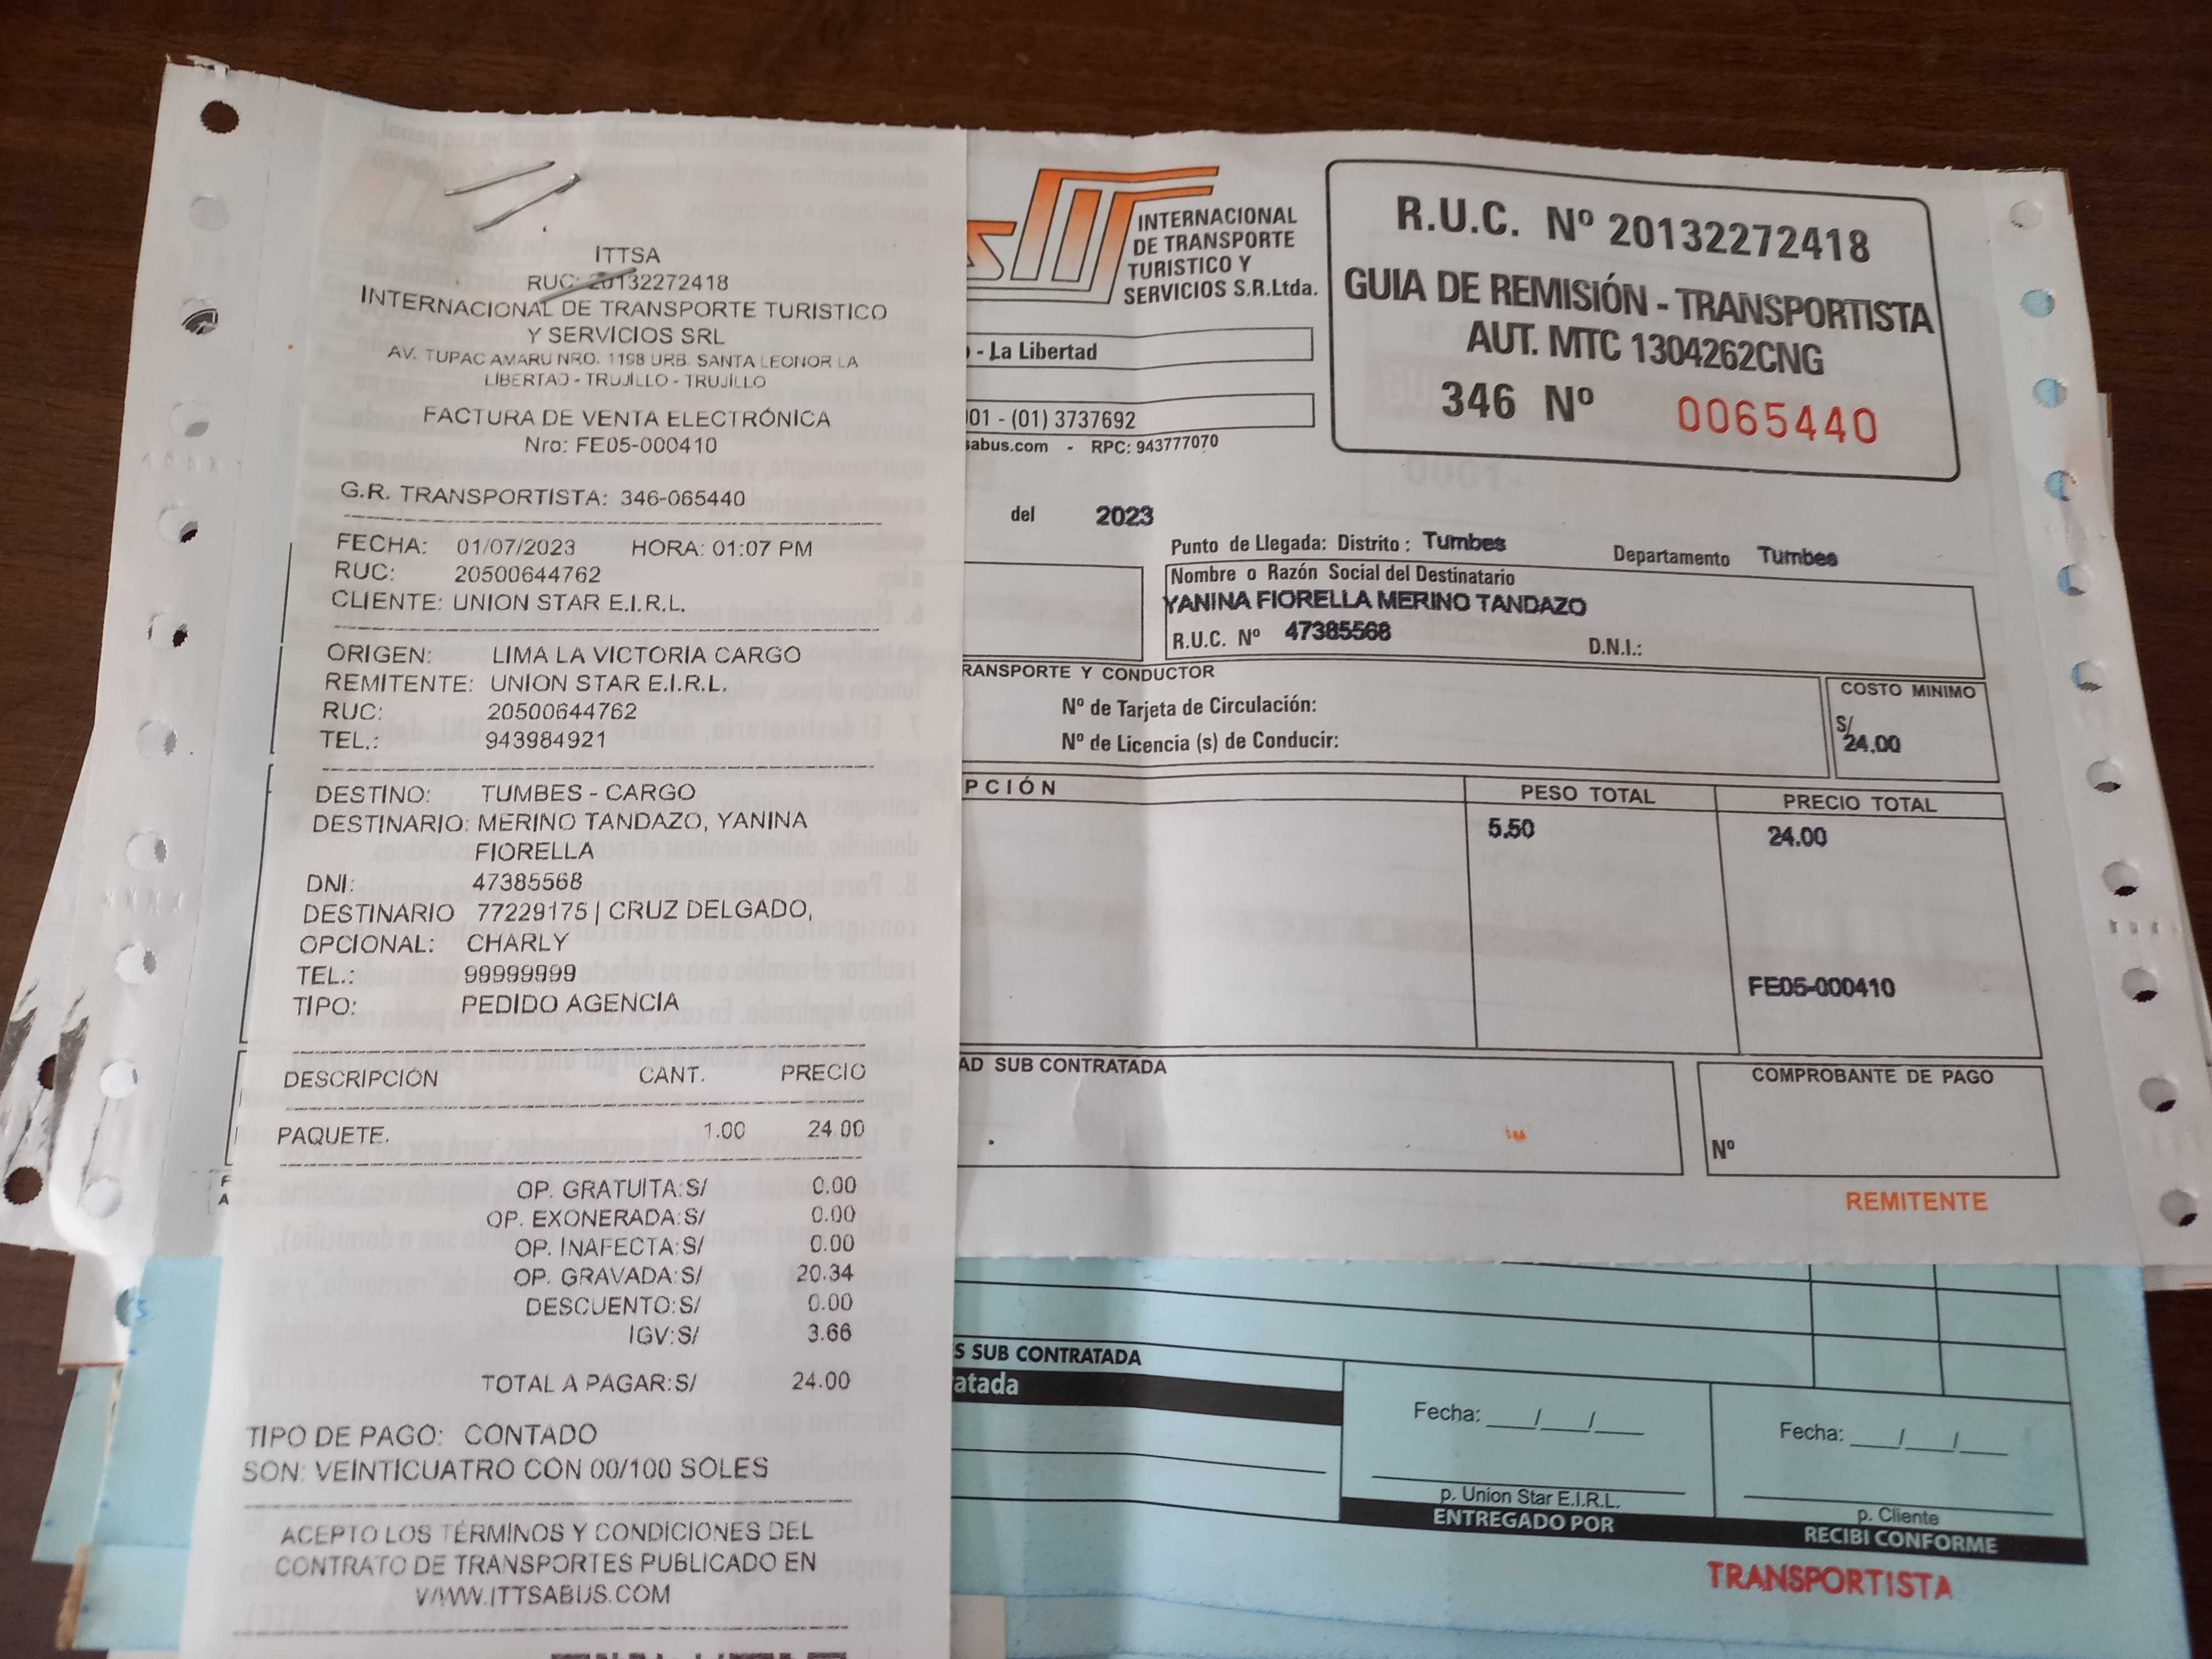 ITTSA
RUC: 20132272418
INTERNACIONAL DE TRANSPORTE TURISTICO
Y SERVICIOS SRL
AV. TUPAC AMARU NRO. 1198 URB. SANTA LEONOR LA
LIBERTAD - TRUJILLO - TRUJILLO
FACTURA DE VENTA ELECTRÓNICA
Nro: FE05-000410
G.R. TRANSPORTISTA: 346-065440
FECHA: 01/07/2023 HORA: 01:07 PM
RUC: 20500644762
CLIENTE: UNION STAR E.I.R.L.
ORIGEN: LIMA LA VICTORIA CARGO
REMITENTE: UNION STAR E.I.R.L.
RUC: 20500644762
TEL.: 943984921
DESTINO: TUMBES - CARGO
DESTINARIO: MERINO TANDAZO, YANINA
FIORELLA
DNI: 47385568
DESTINARIO 77229175 | CRUZ DELGADO,
OPCIONAL: CHARLY
TEL.: 99999999
TIPO: PEDIDO AGENCIA
DESCRIPCIÓN CANT. PRECIO
PAQUETE. 1.00 24.00
OP. GRATUITA:S/ 0.00
OP. EXONERADA:S/ 0.00
OP. INAFECTA:S/ 0.00
OP. GRAVADA:S/ 20.34
DESCUENTO:S/ 0.00
IGV:S/ 3.66
TOTAL A PAGAR:S/ 24.00
TIPO DE PAGO: CONTADO
SON: VEINTICUATRO CON 00/100 SOLES
ACEPTO LOS TÉRMINOS Y CONDICIONES DEL
CONTRATO DE TRANSPORTES PUBLICADO EN
WWW.ITTSABUS.COM
INTERNACIONAL
DE TRANSPORTE
TURISTICO Y
SERVICIOS S.R.Ltda.
R.U.C. Nº 20132272418
GUIA DE REMISIÓN - TRANSPORTISTA
AUT. MTC 1304262CNG
346 Nº 0065440
- La Libertad
001 - (01) 3737692
sabus.com - RPC: 943777070
del 2023
Punto de Llegada: Distrito: Tumbes Departamento Tumbes
Nombre o Razón Social del Destinatario
YANINA FIORELLA MERINO TANDAZO
R.U.C. Nº 47385568 D.N.I.:
RANSPORTE Y CONDUCTOR
Nº de Tarjeta de Circulación:
Nº de Licencia (s) de Conducir:
COSTO MINIMO
S/
24.00
PCIÓN PESO TOTAL PRECIO TOTAL
5.50 24.00
FE05-000410
AD SUB CONTRATADA
COMPROBANTE DE PAGO
Nº
REMITENTE
S SUB CONTRATADA
atada
Fecha: ___/___/___ Fecha: ___/___/___
p. Union Star E.I.R.L. p. Cliente
ENTREGADO POR RECIBI CONFORME
TRANSPORTISTA